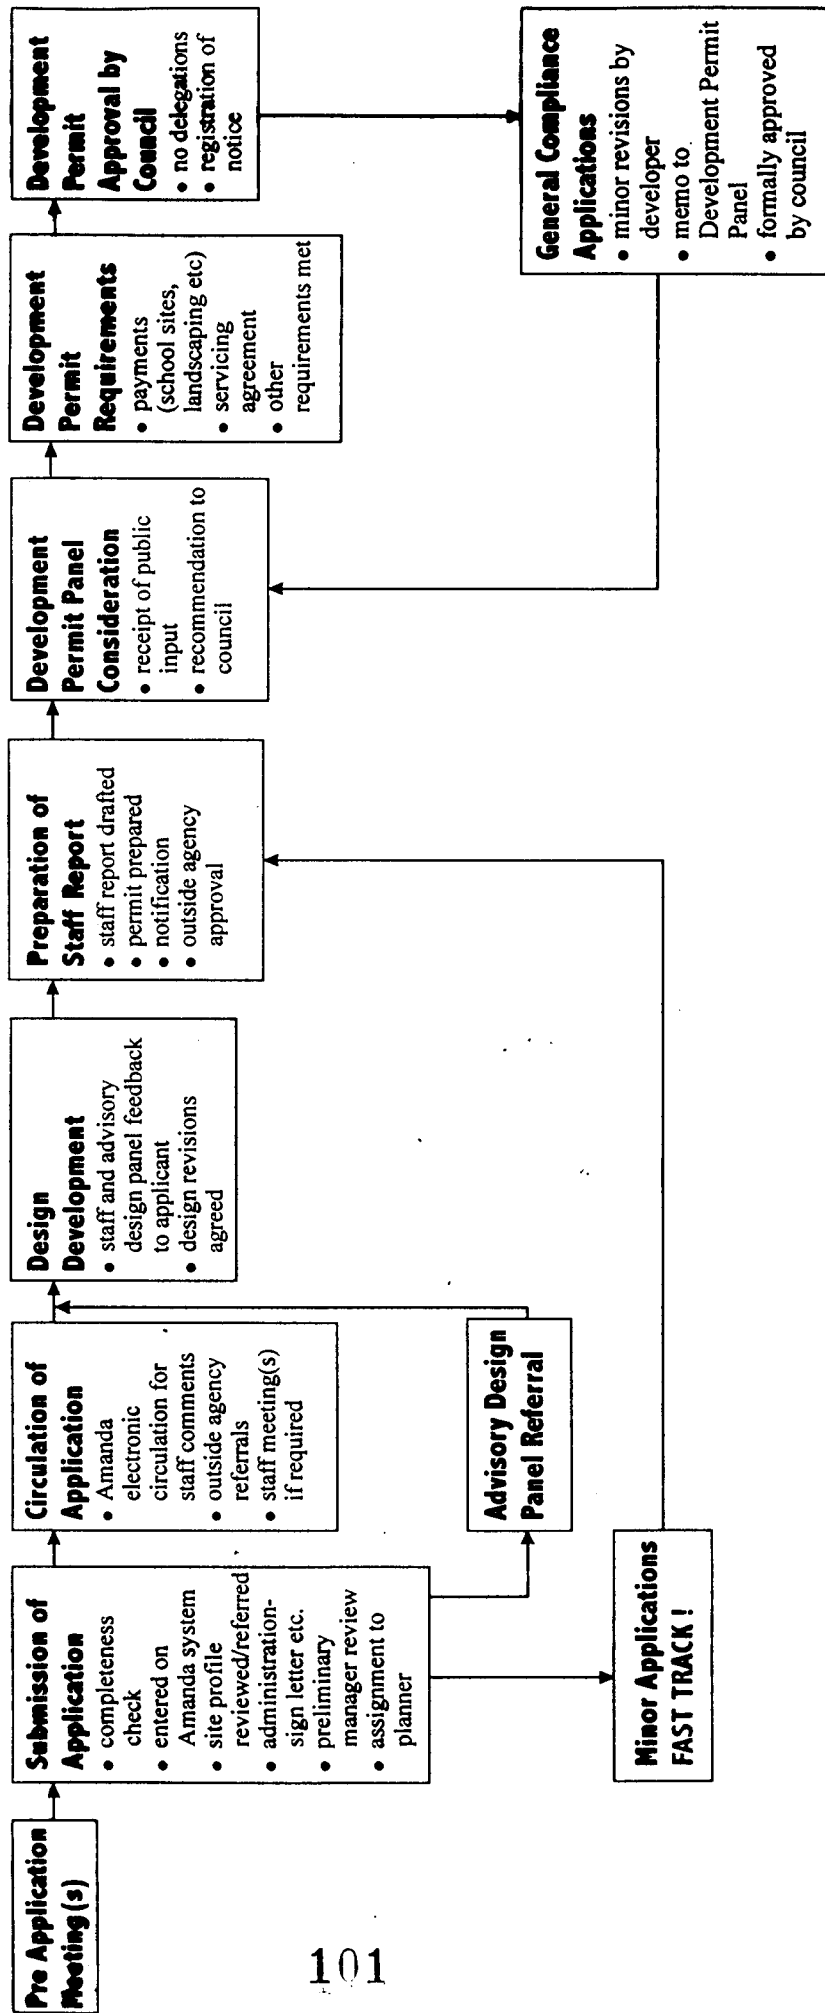 Pre Application
Meeting(s)
Submission of
Application
• completeness
check
• entered on
Amanda system
• site profile
reviewed/referred
• administration-
sign letter etc.
• preliminary
manager review
• assignment to
planner
Circulation of
Application
• Amanda
electronic
circulation for
staff comments
• outside agency
referrals
• staff meeting(s)
if required
Design
Development
• staff and advisory
design panel feedback
to applicant
• design revisions
agreed
Preparation of
Staff Report
• staff report drafted
• permit prepared
• notification
• outside agency
approval
Development
Permit Panel
Consideration
• receipt of public
input
• recommendation to
council
Development
Permit
Requirements
• payments
(school sites,
landscaping etc)
• servicing
agreement
• other
requirements met
Development
Permit
Approval by
Council
• no delegations
• registration of
notice
Advisory Design
Panel Referral
Minor Applications
FAST TRACK!
General Compliance
Applications
• minor revisions by
developer
• memo to
Development Permit
Panel
• formally approved
by council
101